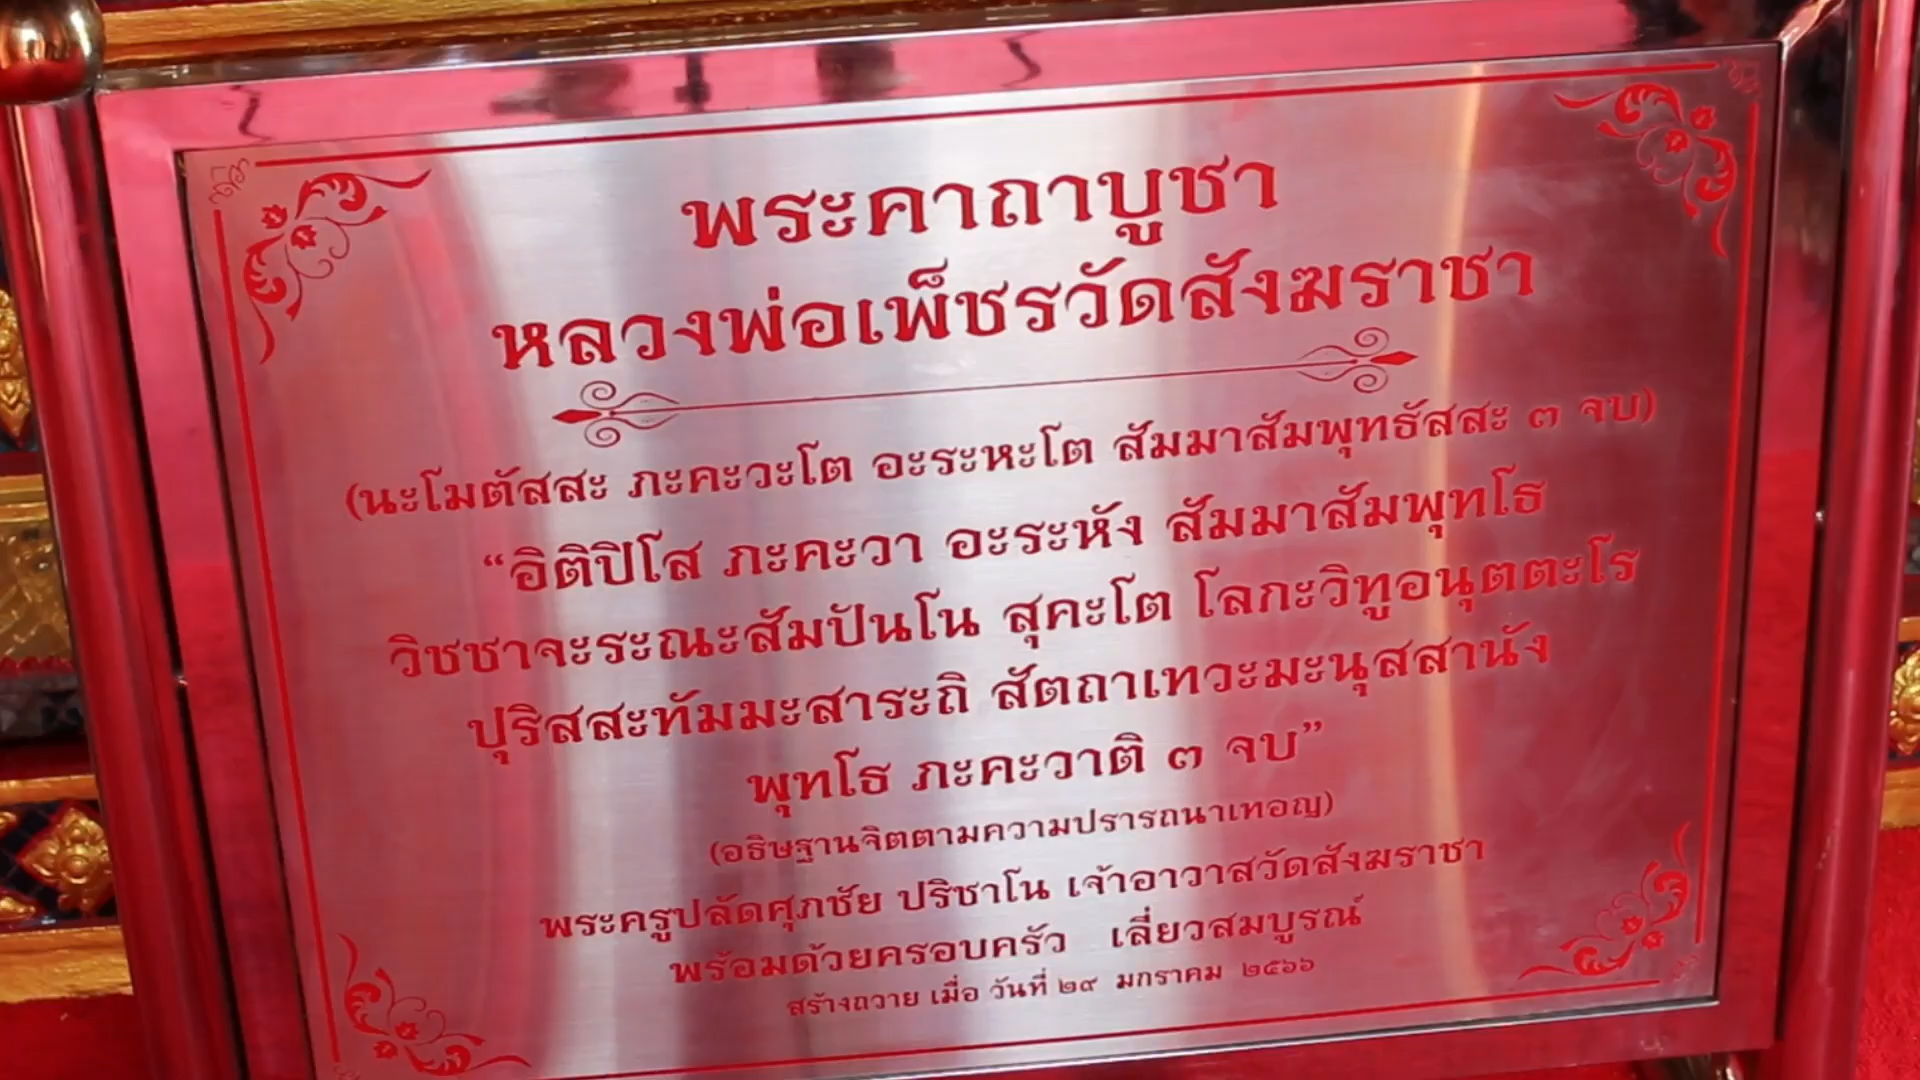 พระคาถาบูชา
หลวงพ่อเพ็ชรวัดสังฆราชา
(นะโมตัสสะ ภะคะวะโต อะระหะโต สัมมาสัมพุทธัสสะ ๓ จบ)
“อิติปิโส ภะคะวา อะระหัง สัมมาสัมพุทโธ
วิชชาจะระณะสัมปันโน สุคะโต โลกะวิทูอนุตตะโร
ปุริสสะทัมมะสาระถิ สัตถาเทวะมะนุสสานัง
พุทโธ ภะคะวาติ ๓ จบ”
(อธิษฐานจิตตามความปรารถนาเทอญ)
พระครูปลัดศุภชัย ปริชาโน เจ้าอาวาสวัดสังฆราชา
พร้อมด้วยครอบครัว เลี่ยวสมบูรณ์
สร้างถวาย เมื่อ วันที่ ๒๙ มกราคม ๒๕๖๖